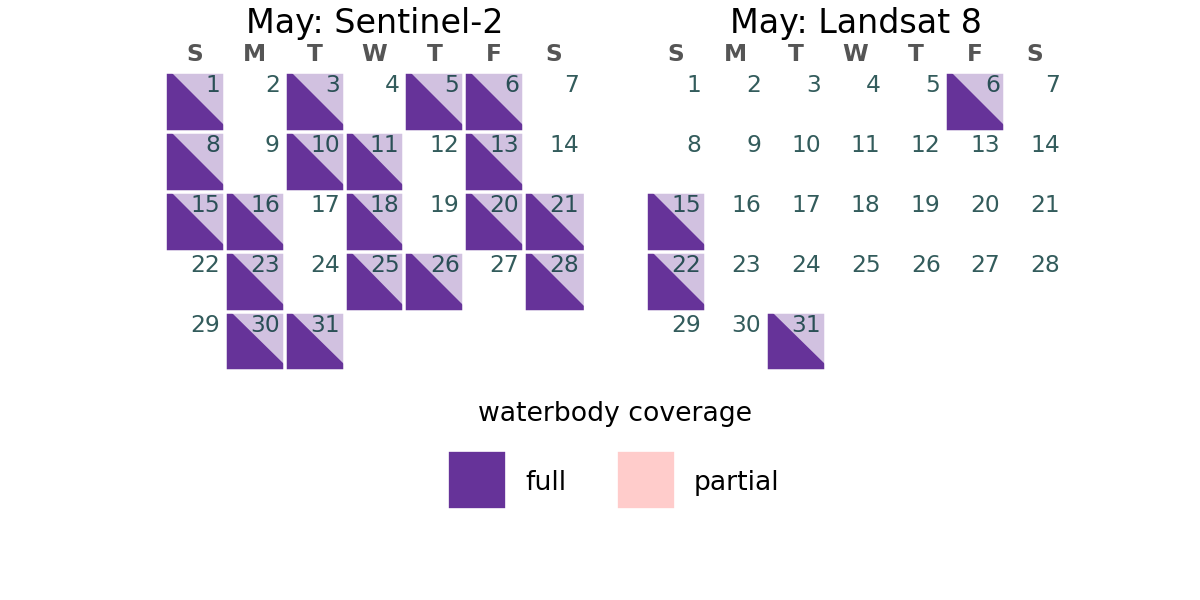 May: Sentinel-2
S M T W T F S
1 2 3 4 5 6 7
8 9 10 11 12 13 14
15 16 17 18 19 20 21
22 23 24 25 26 27 28
29 30 31
May: Landsat 8
S M T W T F S
1 2 3 4 5 6 7
8 9 10 11 12 13 14
15 16 17 18 19 20 21
22 23 24 25 26 27 28
29 30 31
waterbody coverage
full partial